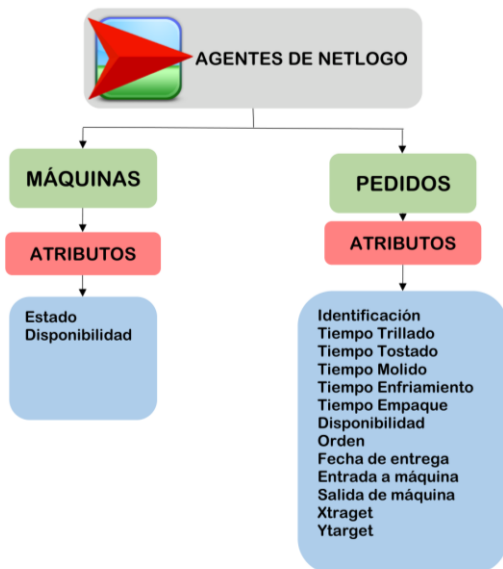 AGENTES DE NETLOGO
MÁQUINAS
ATRIBUTOS
Estado
Disponibilidad
PEDIDOS
ATRIBUTOS
Identificación
Tiempo Trillado
Tiempo Tostado
Tiempo Molido
Tiempo Enfriamiento
Tiempo Empaque
Disponibilidad
Orden
Fecha de entrega
Entrada a máquina
Salida de máquina
Xtraget
Ytarget